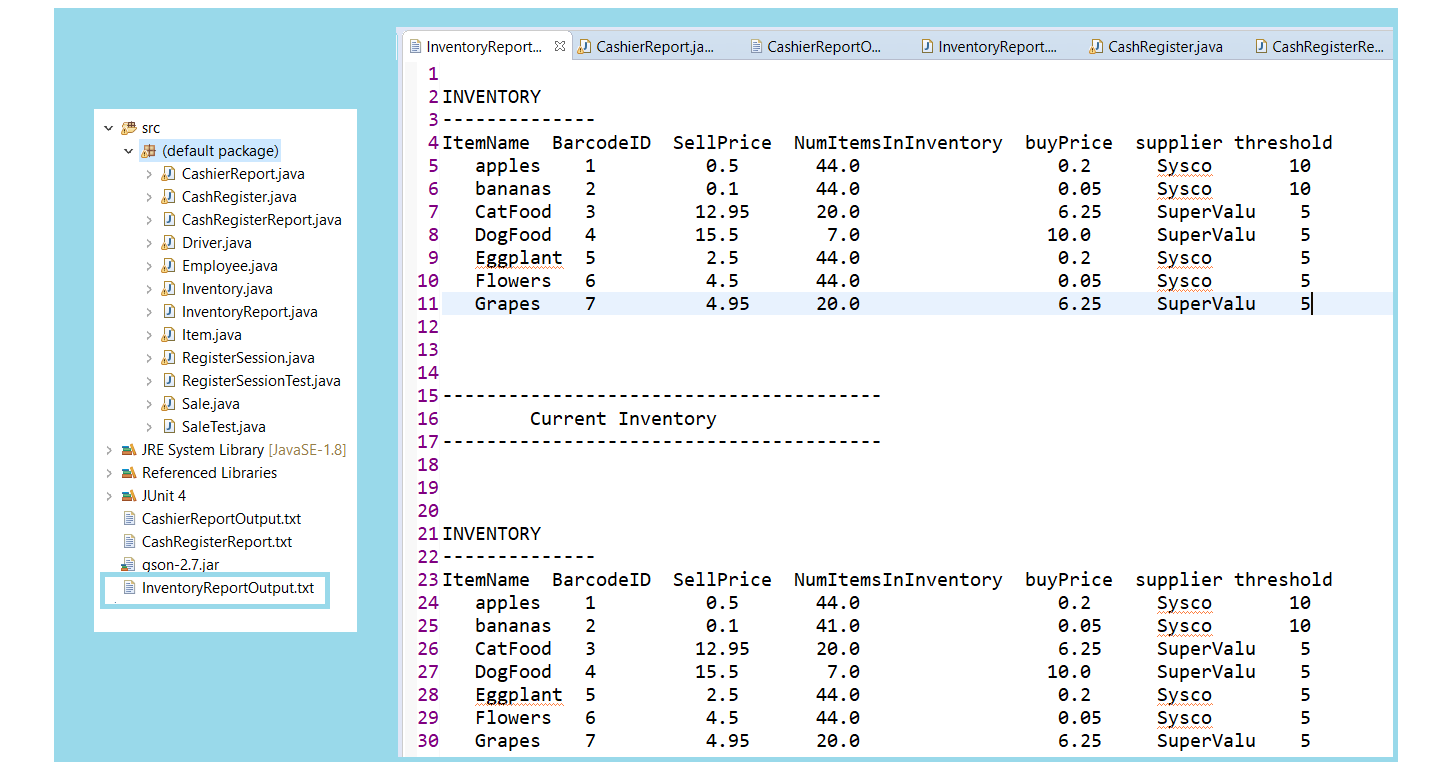 src
(default package)
CashierReport.java
CashRegister.java
CashRegisterReport.java
Driver.java
Employee.java
Inventory.java
InventoryReport.java
Item.java
RegisterSession.java
RegisterSessionTest.java
Sale.java
SaleTest.java
JRE System Library [JavaSE-1.8]
Referenced Libraries
JUnit 4
CashierReportOutput.txt
CashRegisterReport.txt
gson-2.7.jar
InventoryReportOutput.txt
InventoryReport... CashierReport.ja... CashierReportO... InventoryReport.... CashRegister.java CashRegisterRe...
1
2 INVENTORY
3 --------------
4 ItemName BarcodeID SellPrice NumItemsInInventory buyPrice supplier threshold
5 apples 1 0.5 44.0 0.2 Sysco 10
6 bananas 2 0.1 44.0 0.05 Sysco 10
7 CatFood 3 12.95 20.0 6.25 SuperValu 5
8 DogFood 4 15.5 7.0 10.0 SuperValu 5
9 Eggplant 5 2.5 44.0 0.2 Sysco 5
10 Flowers 6 4.5 44.0 0.05 Sysco 5
11 Grapes 7 4.95 20.0 6.25 SuperValu 5
12
13
14
15 ----------------------------------------
16 Current Inventory
17 ----------------------------------------
18
19
20
21 INVENTORY
22 --------------
23 ItemName BarcodeID SellPrice NumItemsInInventory buyPrice supplier threshold
24 apples 1 0.5 44.0 0.2 Sysco 10
25 bananas 2 0.1 41.0 0.05 Sysco 10
26 CatFood 3 12.95 20.0 6.25 SuperValu 5
27 DogFood 4 15.5 7.0 10.0 SuperValu 5
28 Eggplant 5 2.5 44.0 0.2 Sysco 5
29 Flowers 6 4.5 44.0 0.05 Sysco 5
30 Grapes 7 4.95 20.0 6.25 SuperValu 5